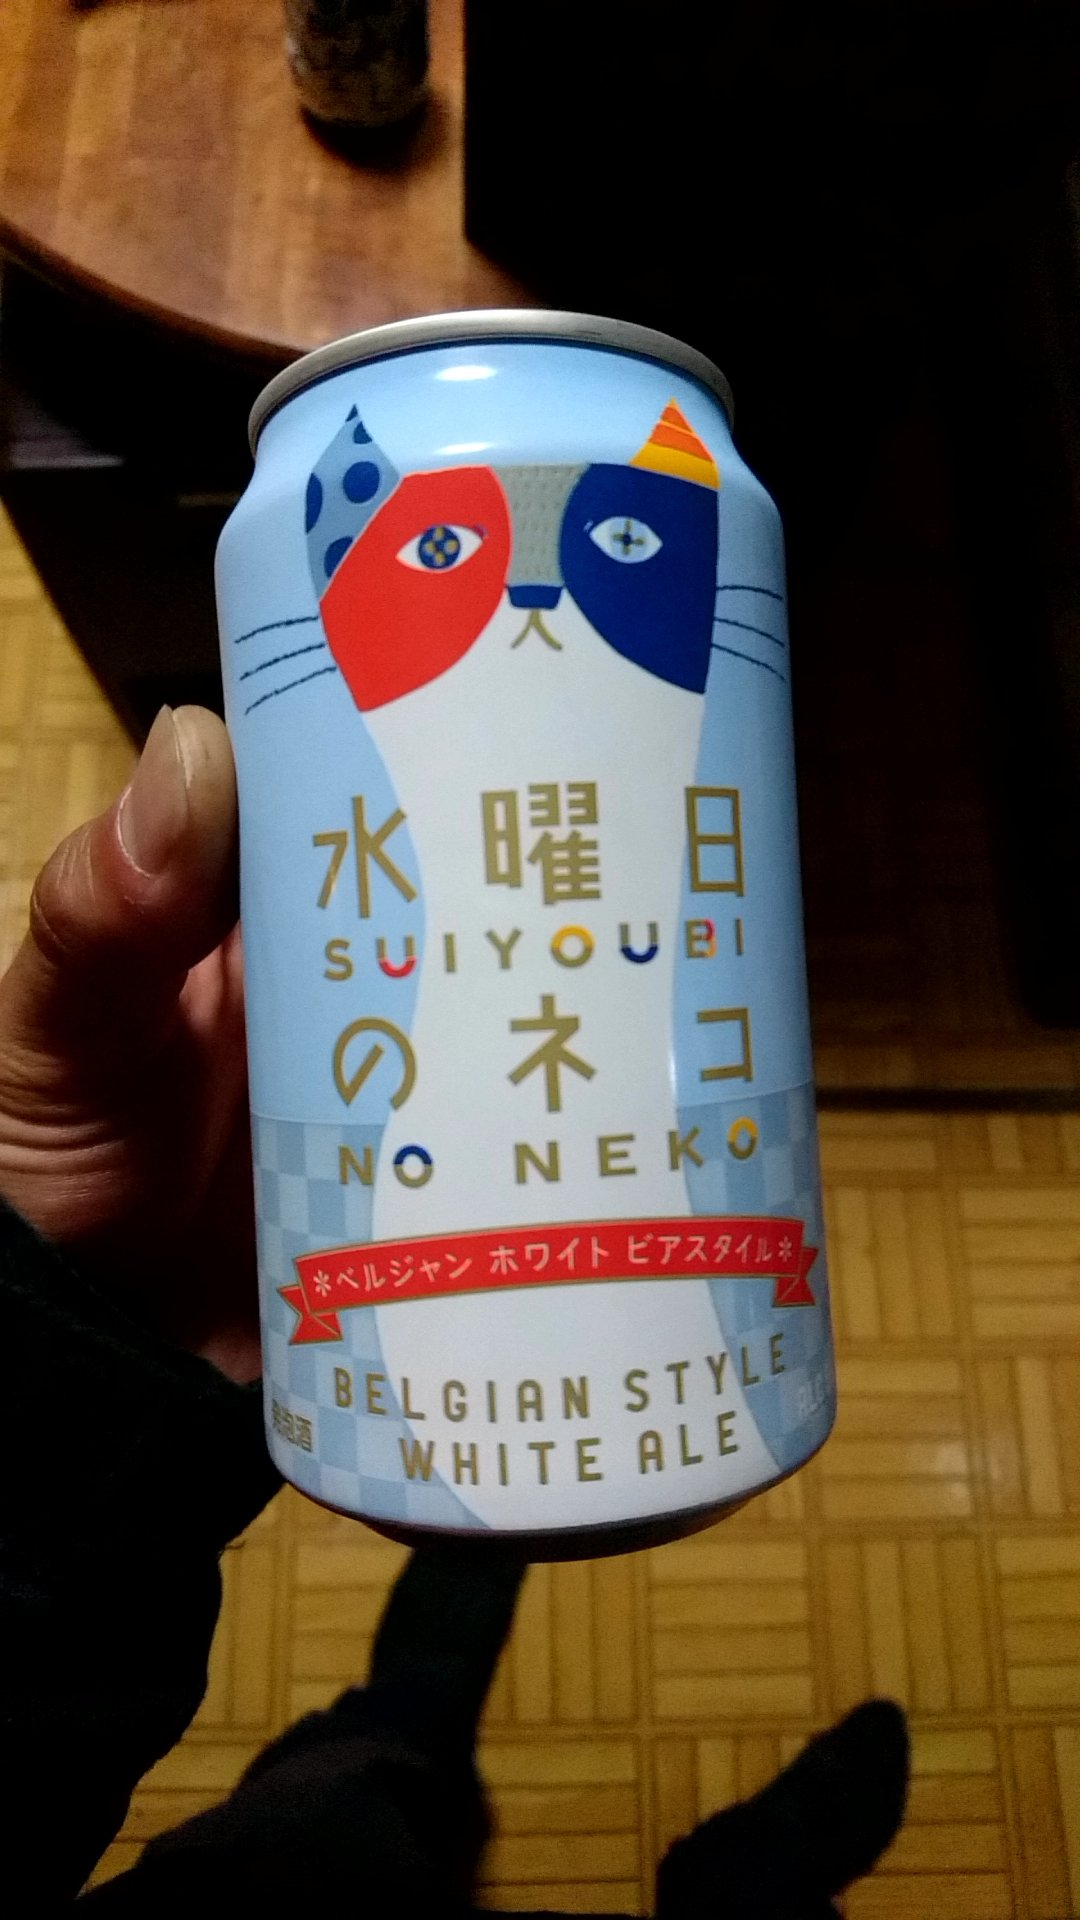 水曜日
SUIYOUBI
のネコ
NO NEKO
*ベルジャン ホワイト ビアスタイル*
BELGIAN STYLE
WHITE ALE
発泡酒